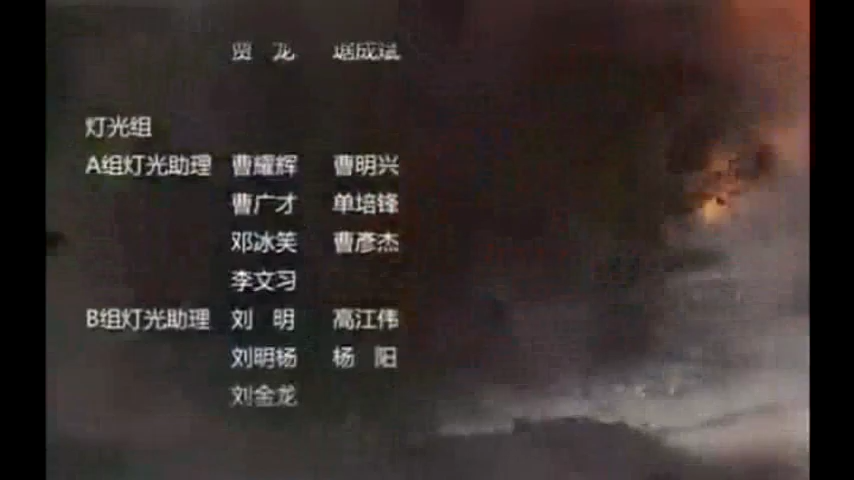 贾 龙 成斌
灯光组
A组灯光助理 曹耀辉 曹明兴
曹广才 单培锋
邓冰笑 曹彦杰
李文习
B组灯光助理 刘 明 高江伟
刘明杨 杨 阳
刘金龙